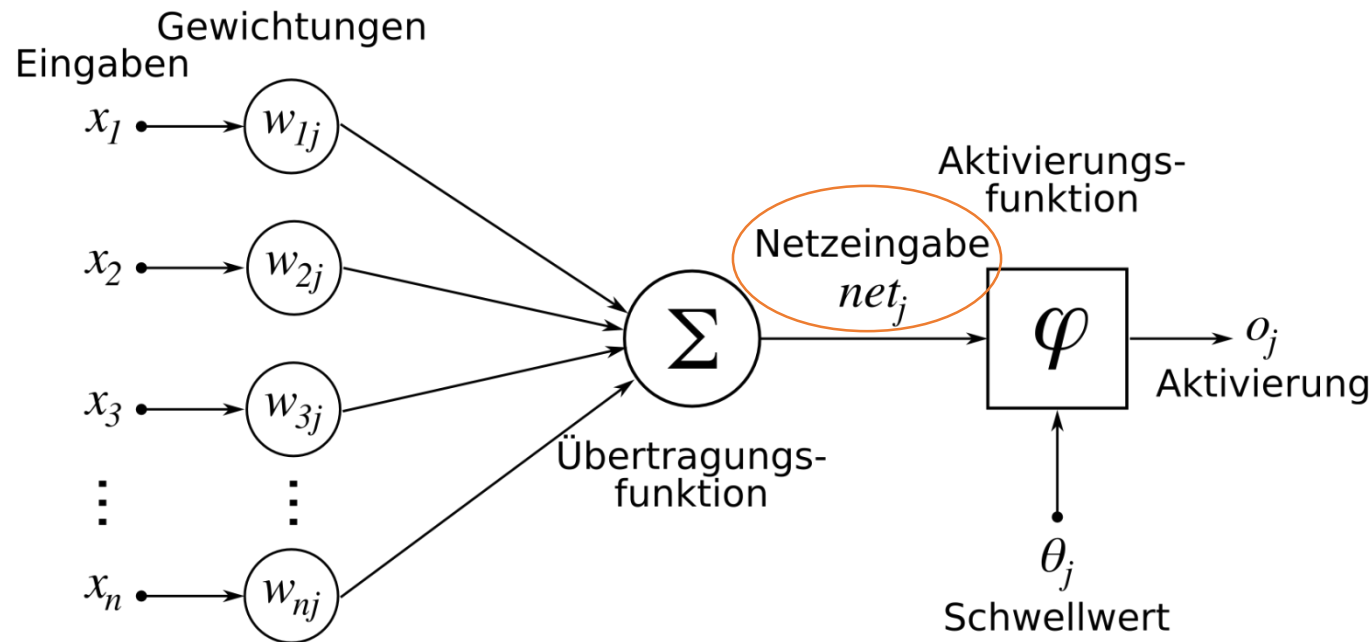 Gewichtungen
Eingaben
x1
w1j
x2
w2j
x3
w3j
⋮
⋮
xn
wnj
Σ
Übertragungs-
funktion
Netzeingabe
netj
Aktivierungs-
funktion
φ
oj
Aktivierung
θj
Schwellwert